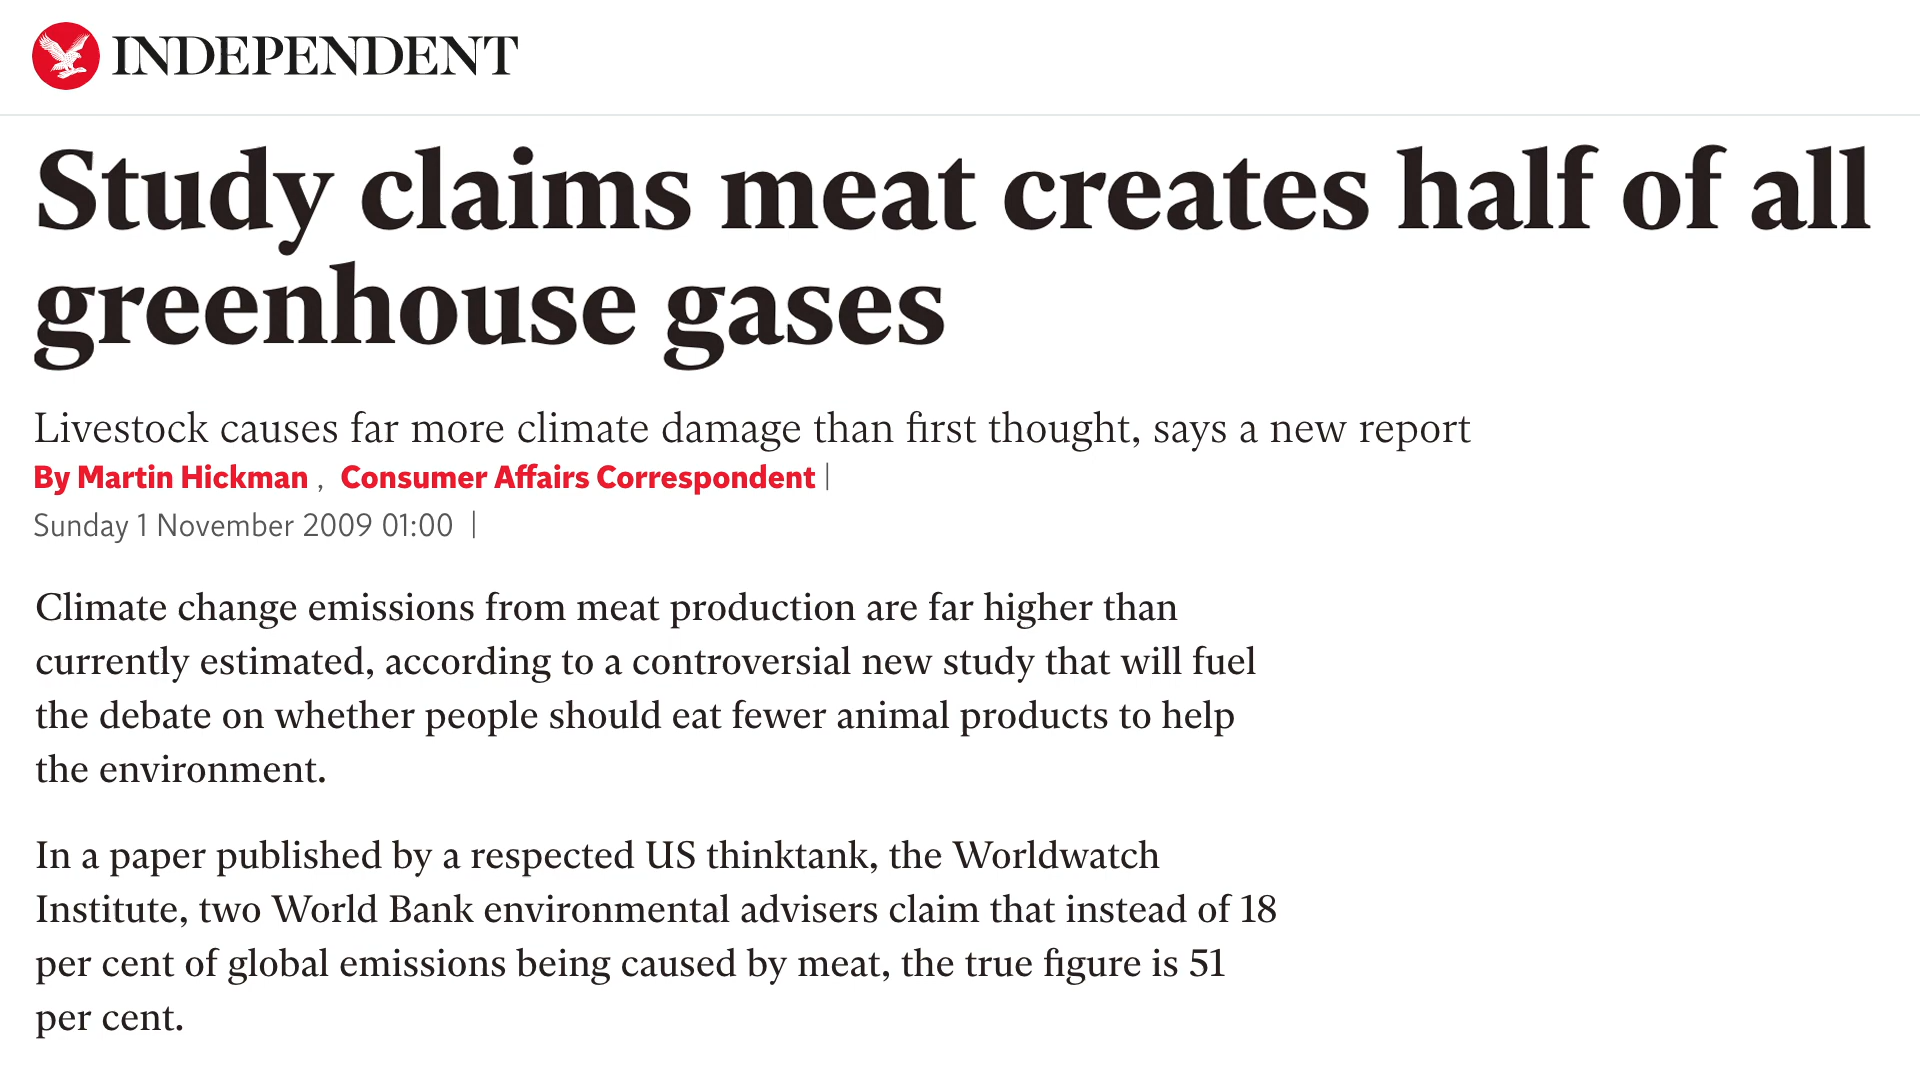 INDEPENDENT
Study claims meat creates half of all
greenhouse gases
Livestock causes far more climate damage than first thought, says a new report
By Martin Hickman , Consumer Affairs Correspondent |
Sunday 1 November 2009 01:00 |
Climate change emissions from meat production are far higher than
currently estimated, according to a controversial new study that will fuel
the debate on whether people should eat fewer animal products to help
the environment.
In a paper published by a respected US thinktank, the Worldwatch
Institute, two World Bank environmental advisers claim that instead of 18
per cent of global emissions being caused by meat, the true figure is 51
per cent.